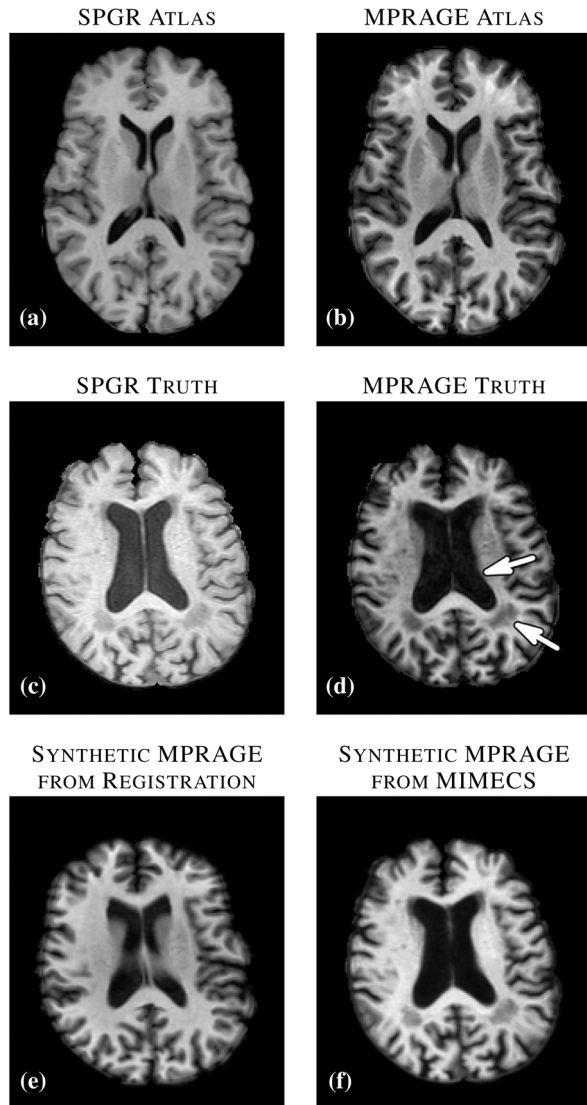 SPGR ATLAS
MPRAGE ATLAS
(a)
(b)
SPGR TRUTH
MPRAGE TRUTH
(c)
(d)
SYNTHETIC MPRAGE
FROM REGISTRATION
SYNTHETIC MPRAGE
FROM MIMECS
(e)
(f)